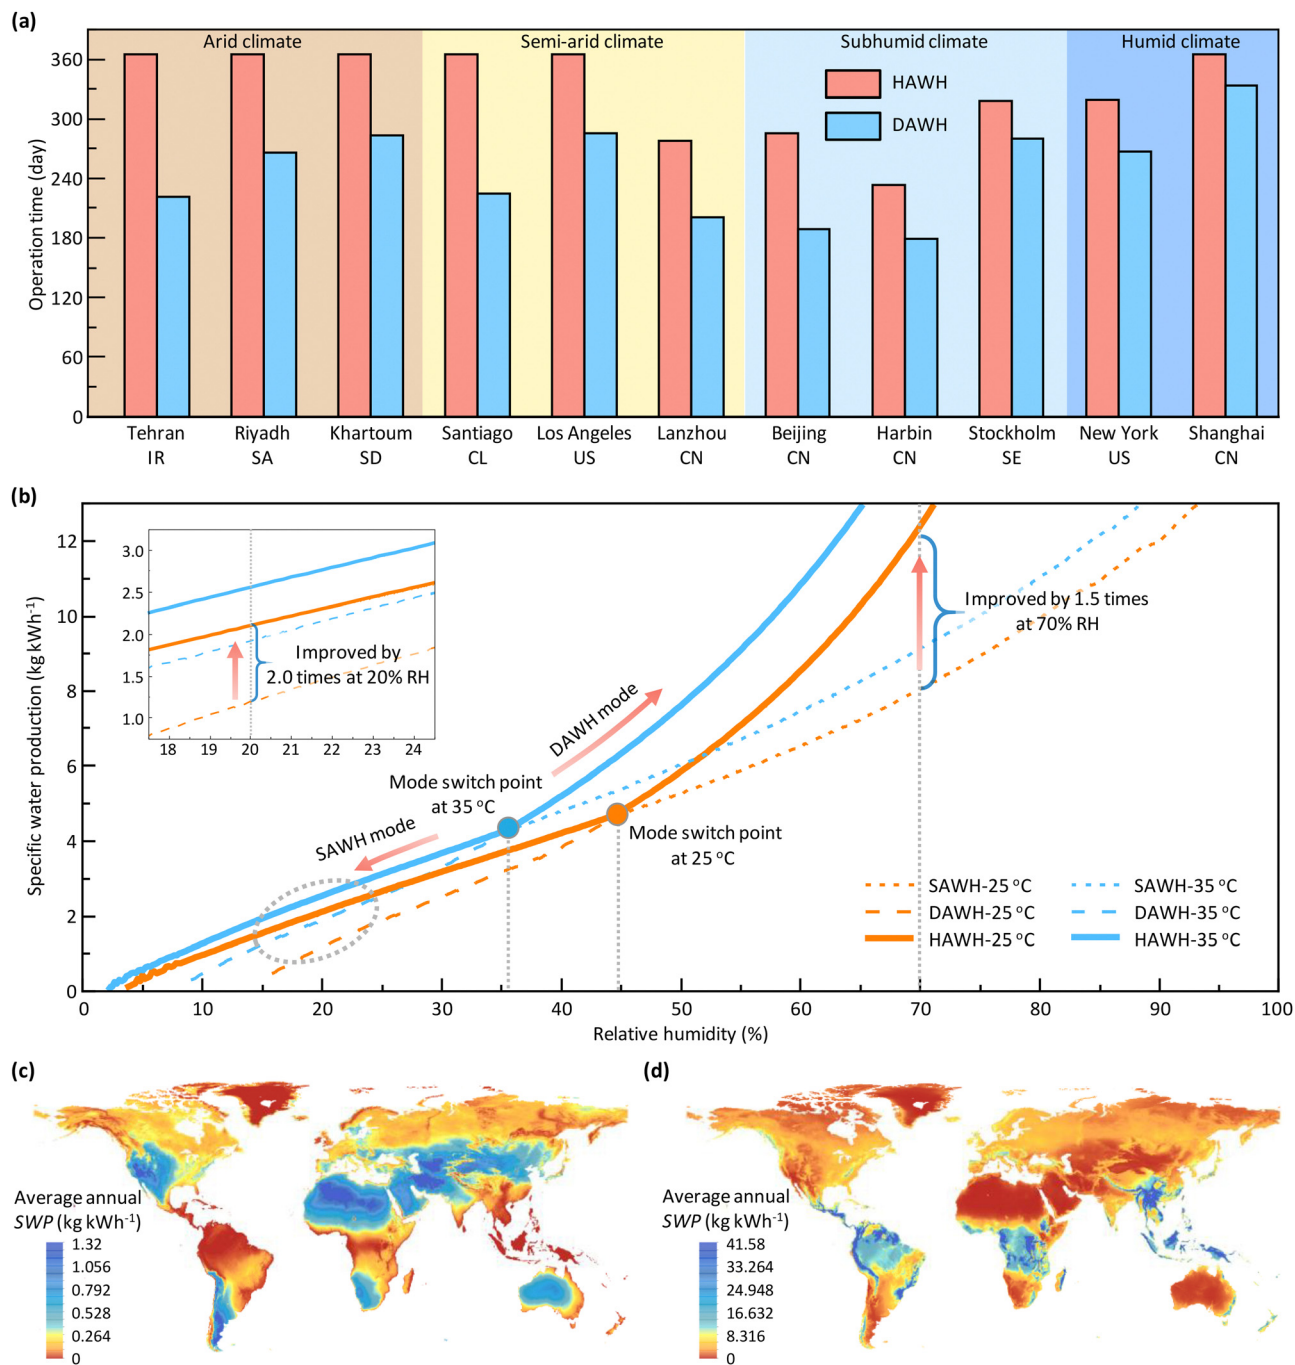 (a)
Arid climate
Semi-arid climate
Subhumid climate
Humid climate
HAWH
DAWH
Operation time (day)
360
300
240
180
120
60
0
Tehran
IR
Riyadh
SA
Khartoum
SD
Santiago
CL
Los Angeles
US
Lanzhou
CN
Beijing
CN
Harbin
CN
Stockholm
SE
New York
US
Shanghai
CN
(b)
Specific water production (kg kWh⁻¹)
12
10
8
6
4
2
0
3.0
2.5
2.0
1.5
1.0
18 19 20 21 22 23 24
Improved by
2.0 times at 20% RH
Improved by 1.5 times
at 70% RH
DAWH mode
Mode switch point
at 35 °C
SAWH mode
Mode switch point
at 25 °C
SAWH-25 °C
DAWH-25 °C
HAWH-25 °C
SAWH-35 °C
DAWH-35 °C
HAWH-35 °C
0 10 20 30 40 50 60 70 80 90 100
Relative humidity (%)
(c)
Average annual
SWP (kg kWh⁻¹)
1.32
1.056
0.792
0.528
0.264
0
(d)
Average annual
SWP (kg kWh⁻¹)
41.58
33.264
24.948
16.632
8.316
0